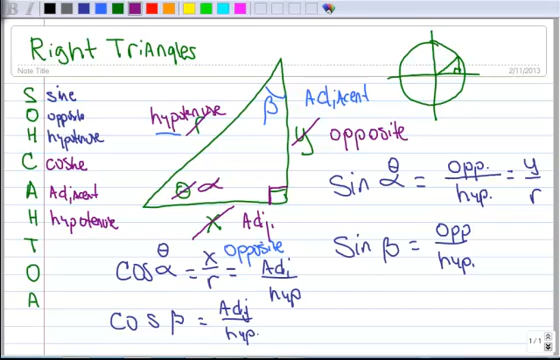 Right Triangles
Note Title
2/11/2013
S sine
O opposite
H hypotenuse
C cosine
A Adjacent
H hypotenuse
T
O
A
hypotenuse r
β Adjacent
y opposite
θ α
x Adj.
opposite
Sin α θ = Opp. / hyp. = y / r
Sin β = Opp / hyp.
Cos α θ = x / r = Adj / hyp
Cos β = Adj / hyp.
1/1